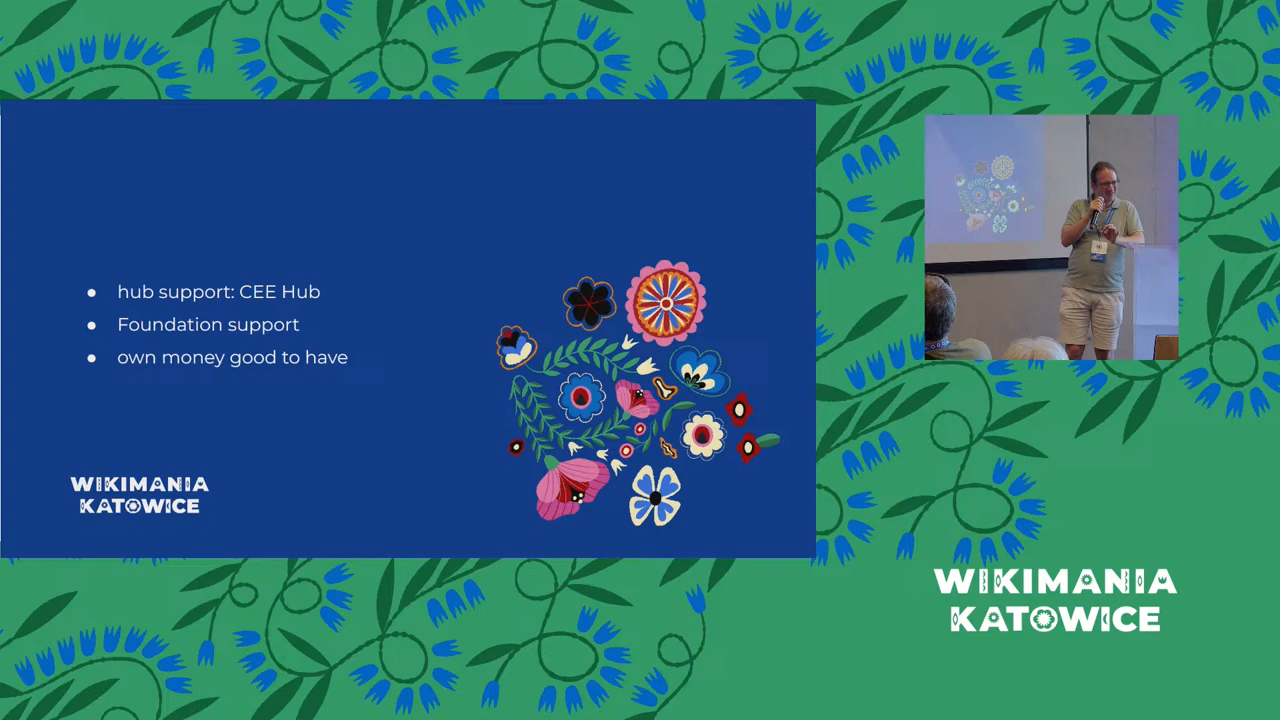 ● hub support: CEE Hub
● Foundation support
● own money good to have
WIKIMANIA
KATOWICE
WIKIMANIA
KATOWICE